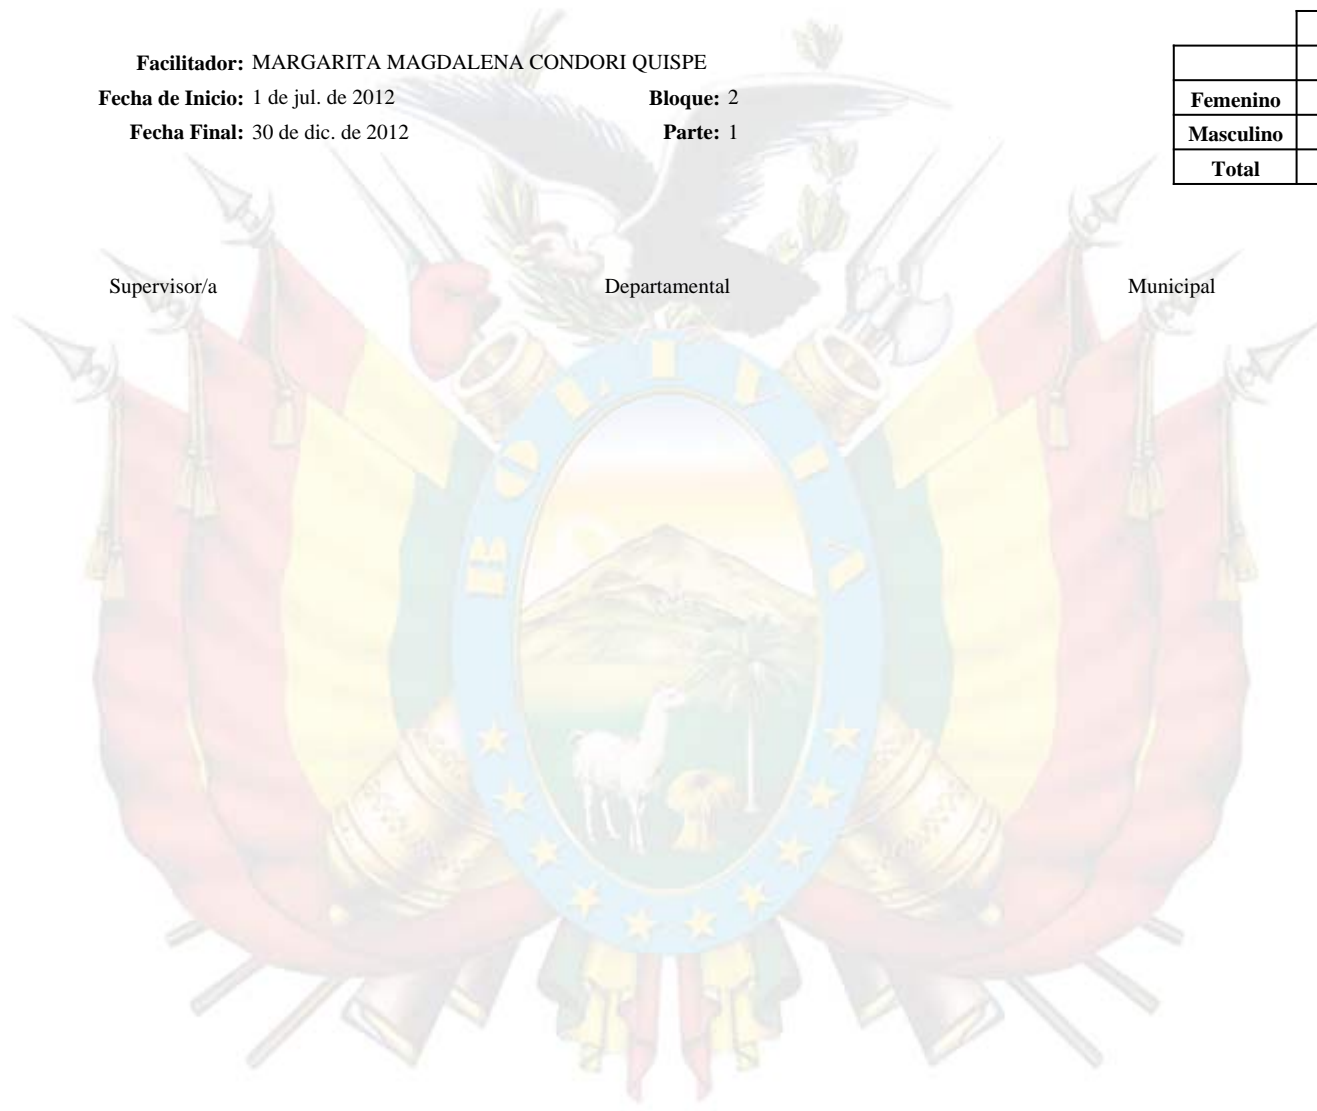 Facilitador: MARGARITA MAGDALENA CONDORI QUISPE
Fecha de Inicio: 1 de jul. de 2012 Bloque: 2
Fecha Final: 30 de dic. de 2012 Parte: 1
Femenino
Masculino
Total
Supervisor/a Departamental Municipal
BOLIVIA